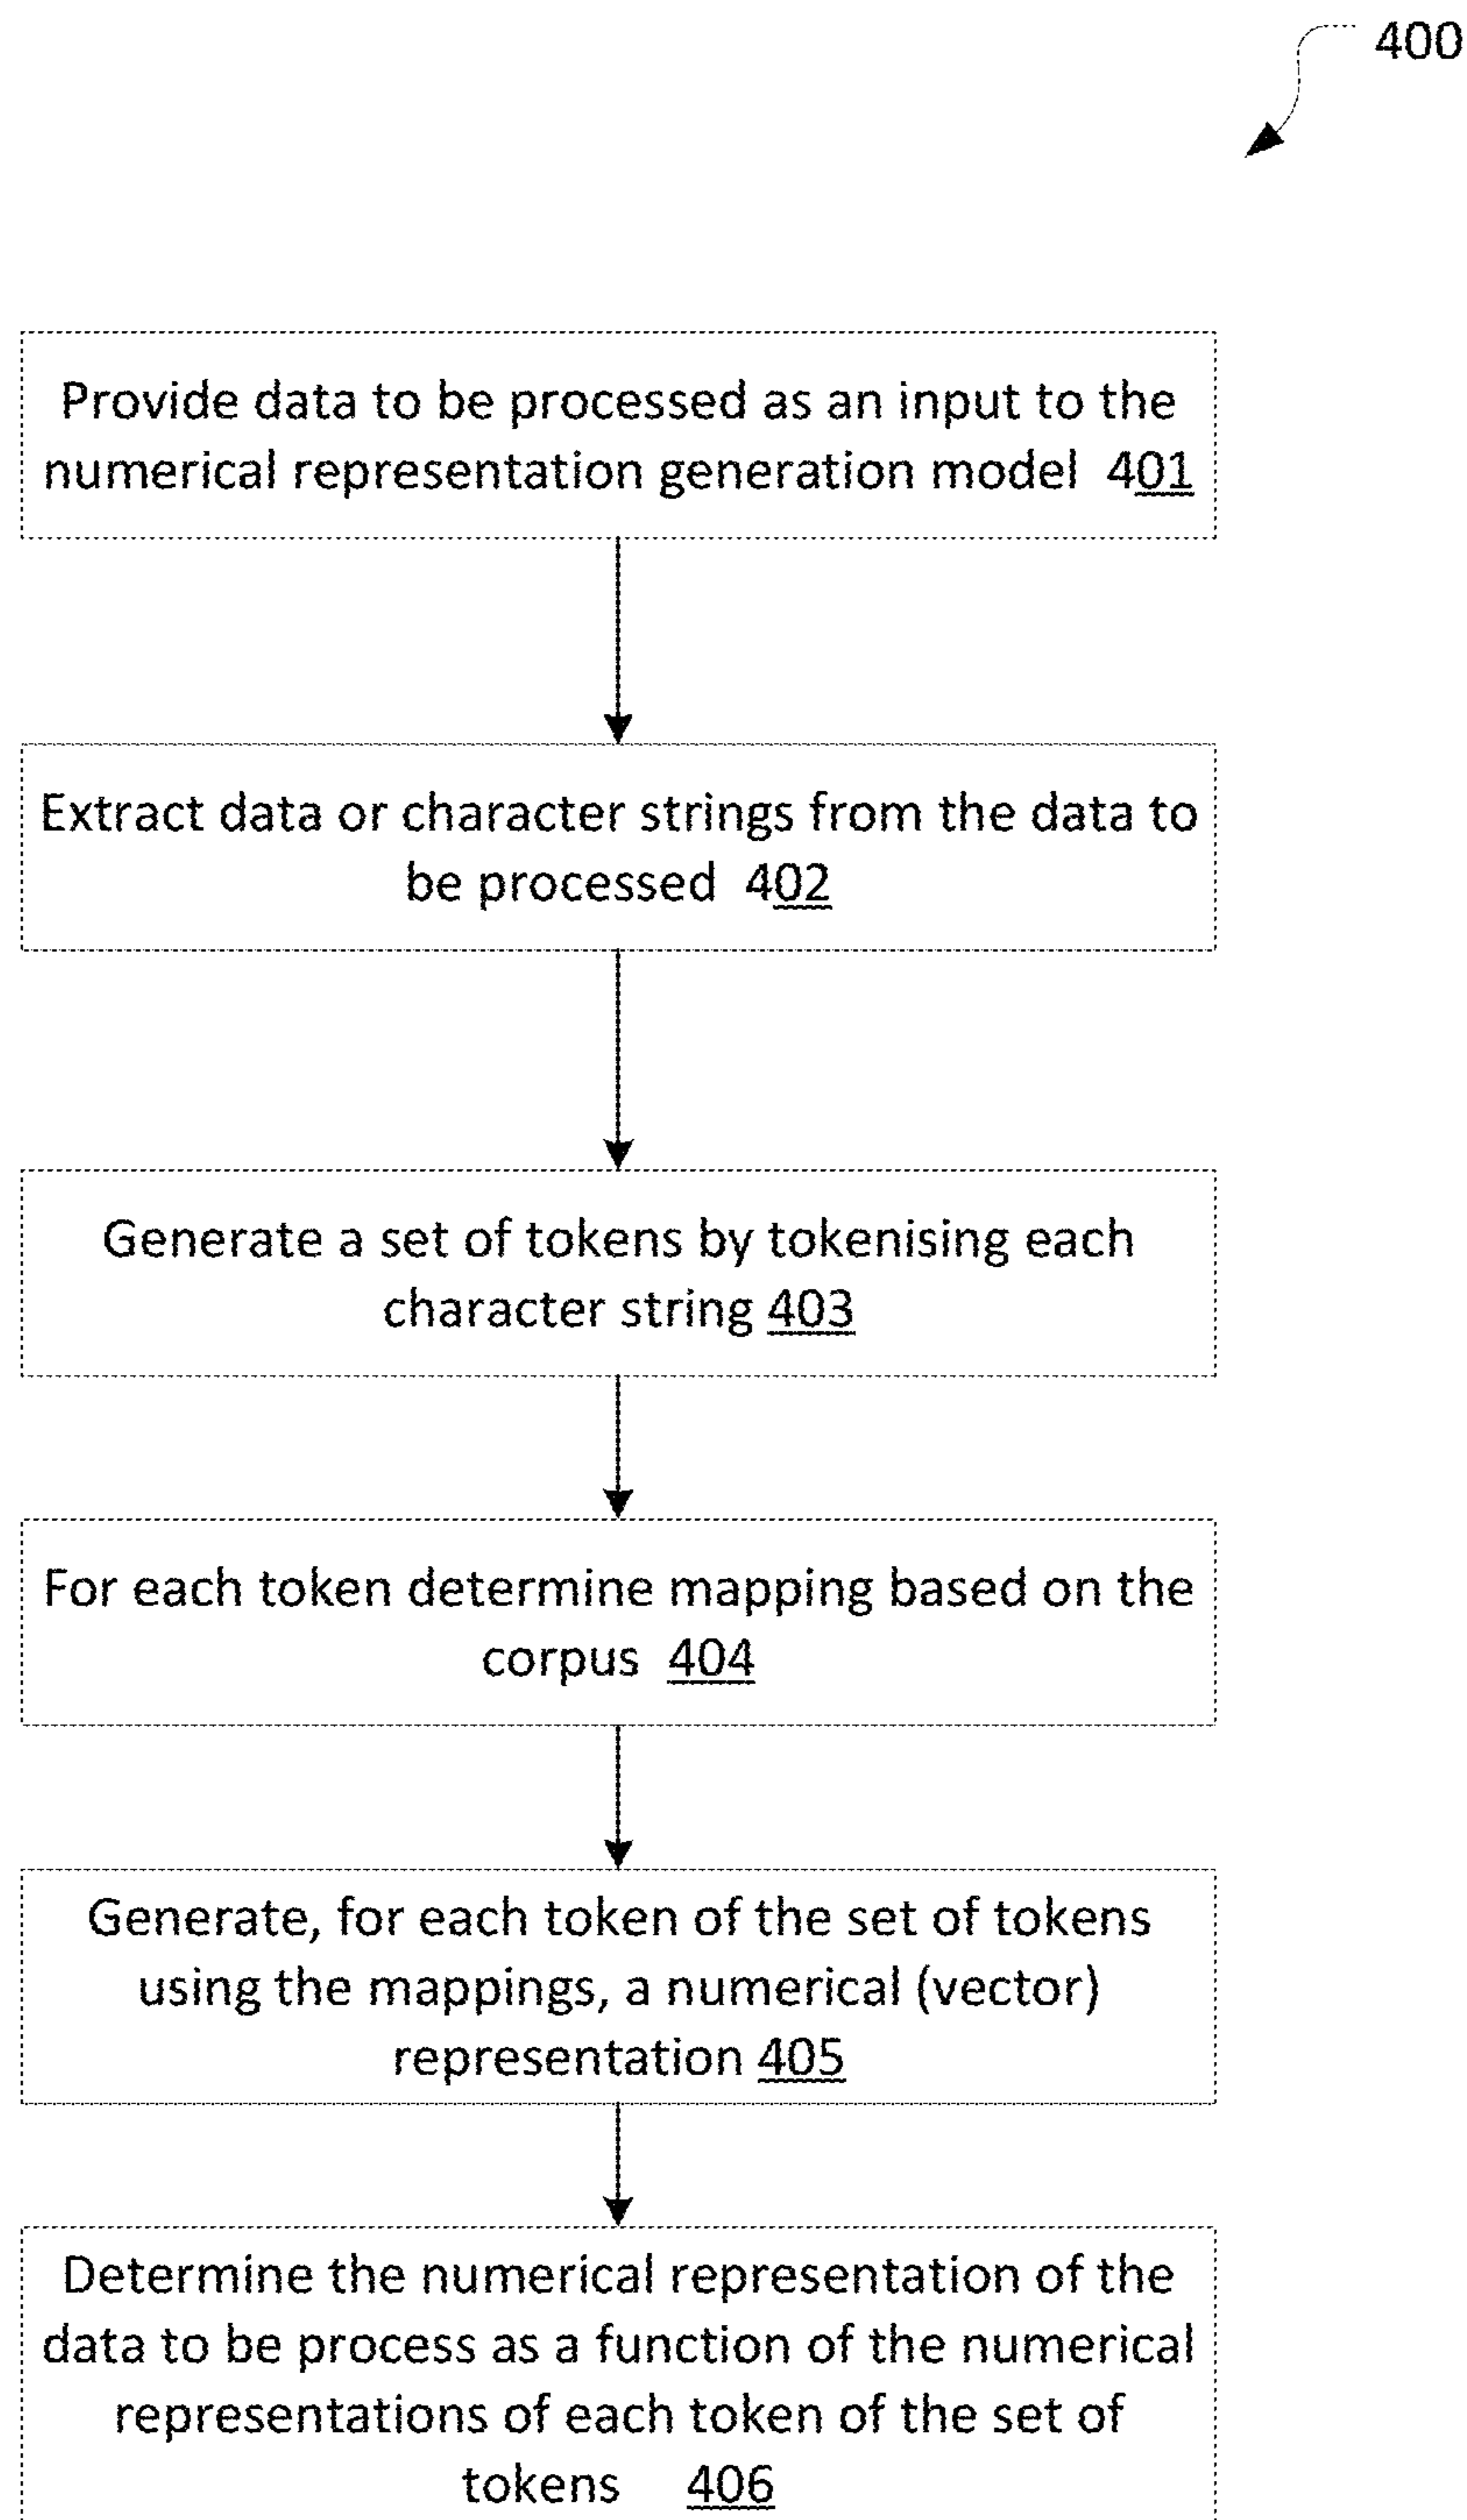 400
Provide data to be processed as an input to the
numerical representation generation model 401
Extract data or character strings from the data to
be processed 402
Generate a set of tokens by tokenising each
character string 403
For each token determine mapping based on the
corpus 404
Generate, for each token of the set of tokens
using the mappings, a numerical (vector)
representation 405
Determine the numerical representation of the
data to be process as a function of the numerical
representations of each token of the set of
tokens 406